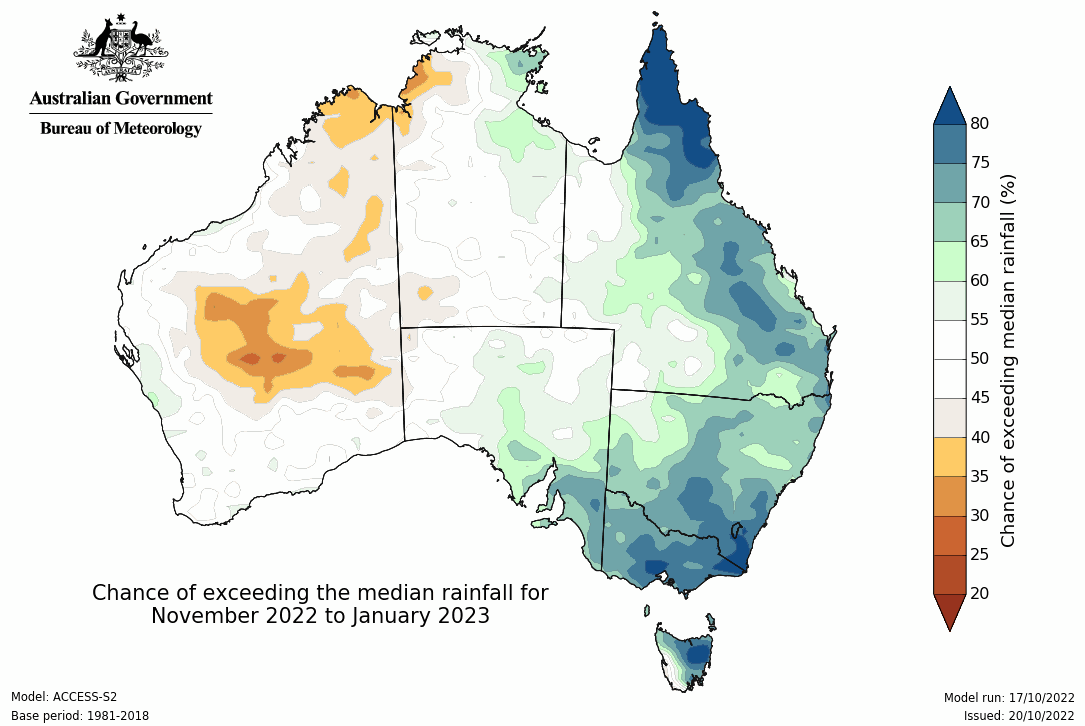 Australian Government
Bureau of Meteorology
80
75
70
65
60
55
50
45
40
35
30
25
20
Chance of exceeding median rainfall (%)
Chance of exceeding the median rainfall for
November 2022 to January 2023
Model: ACCESS-S2
Base period: 1981-2018
Model run: 17/10/2022
Issued: 20/10/2022